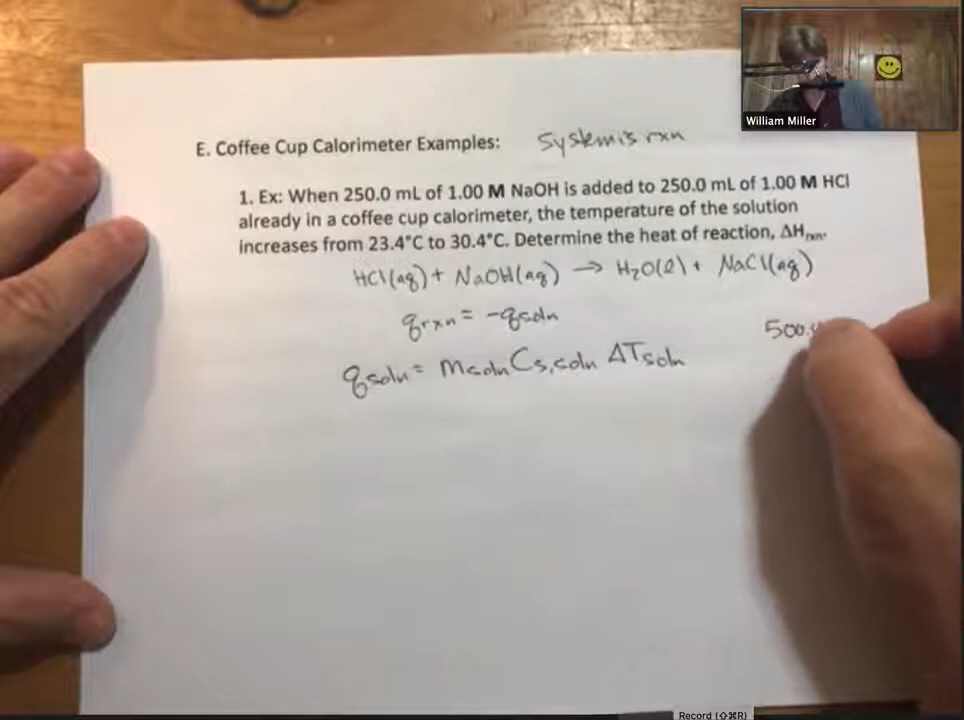 William Miller
E. Coffee Cup Calorimeter Examples: System is rxn
1. Ex: When 250.0 mL of 1.00 M NaOH is added to 250.0 mL of 1.00 M HCl
already in a coffee cup calorimeter, the temperature of the solution
increases from 23.4°C to 30.4°C. Determine the heat of reaction, ΔHrxn.
HCl(aq) + NaOH(aq) → H₂O(l) + NaCl(aq)
qrxn = -qsoln
500.
qsoln = msoln Cs,soln ΔTsoln
Record (⇧⌘R)